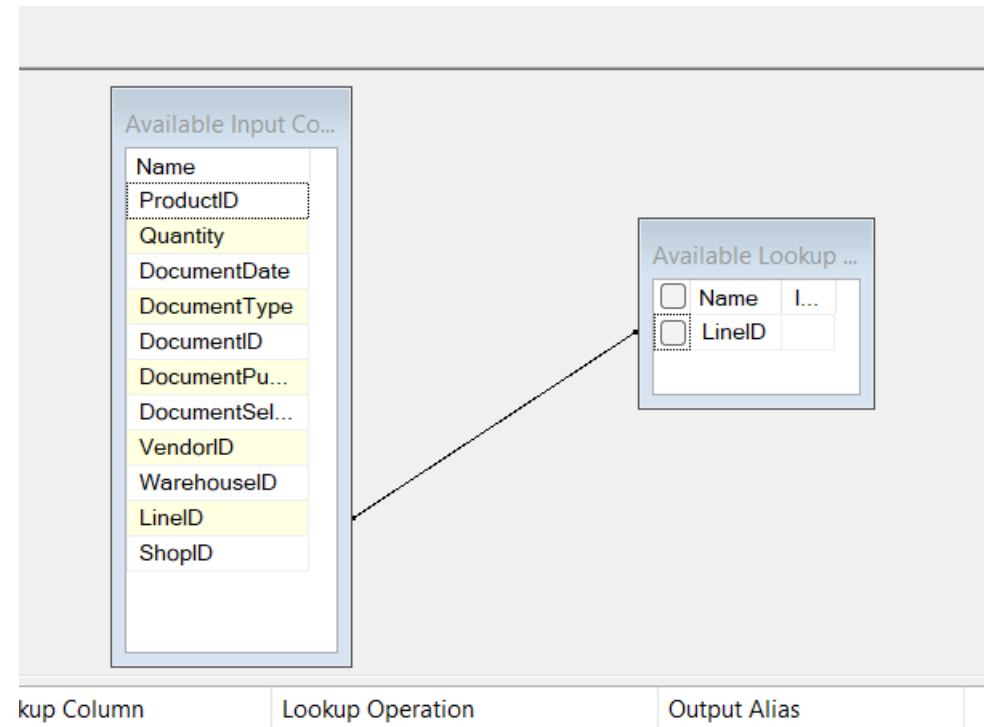 Available Input Co...
Name
ProductID
Quantity
DocumentDate
DocumentType
DocumentID
DocumentPu...
DocumentSel...
VendorID
WarehouseID
LineID
ShopID
Available Lookup ...
Name I...
LineID
kup Column Lookup Operation Output Alias